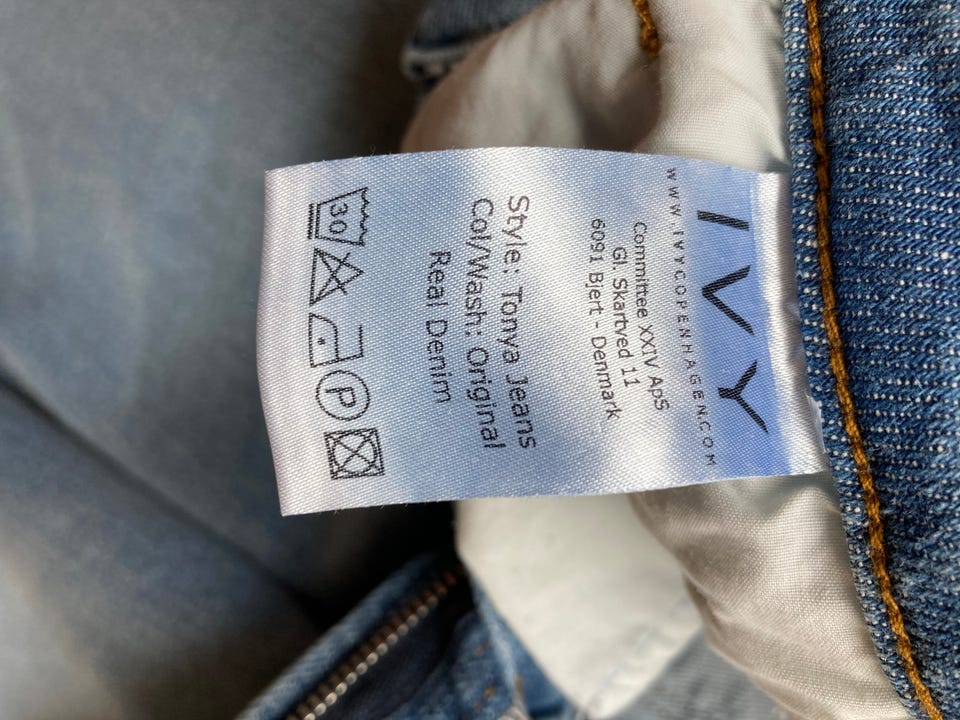 IVY
WWW.IVYCOPENHAGEN.COM
Committee XXIV ApS
Gl. Skartved 11
6091 Bjert - Denmark
Style: Tonya Jeans
Col/Wash: Original
Real Denim
30 P